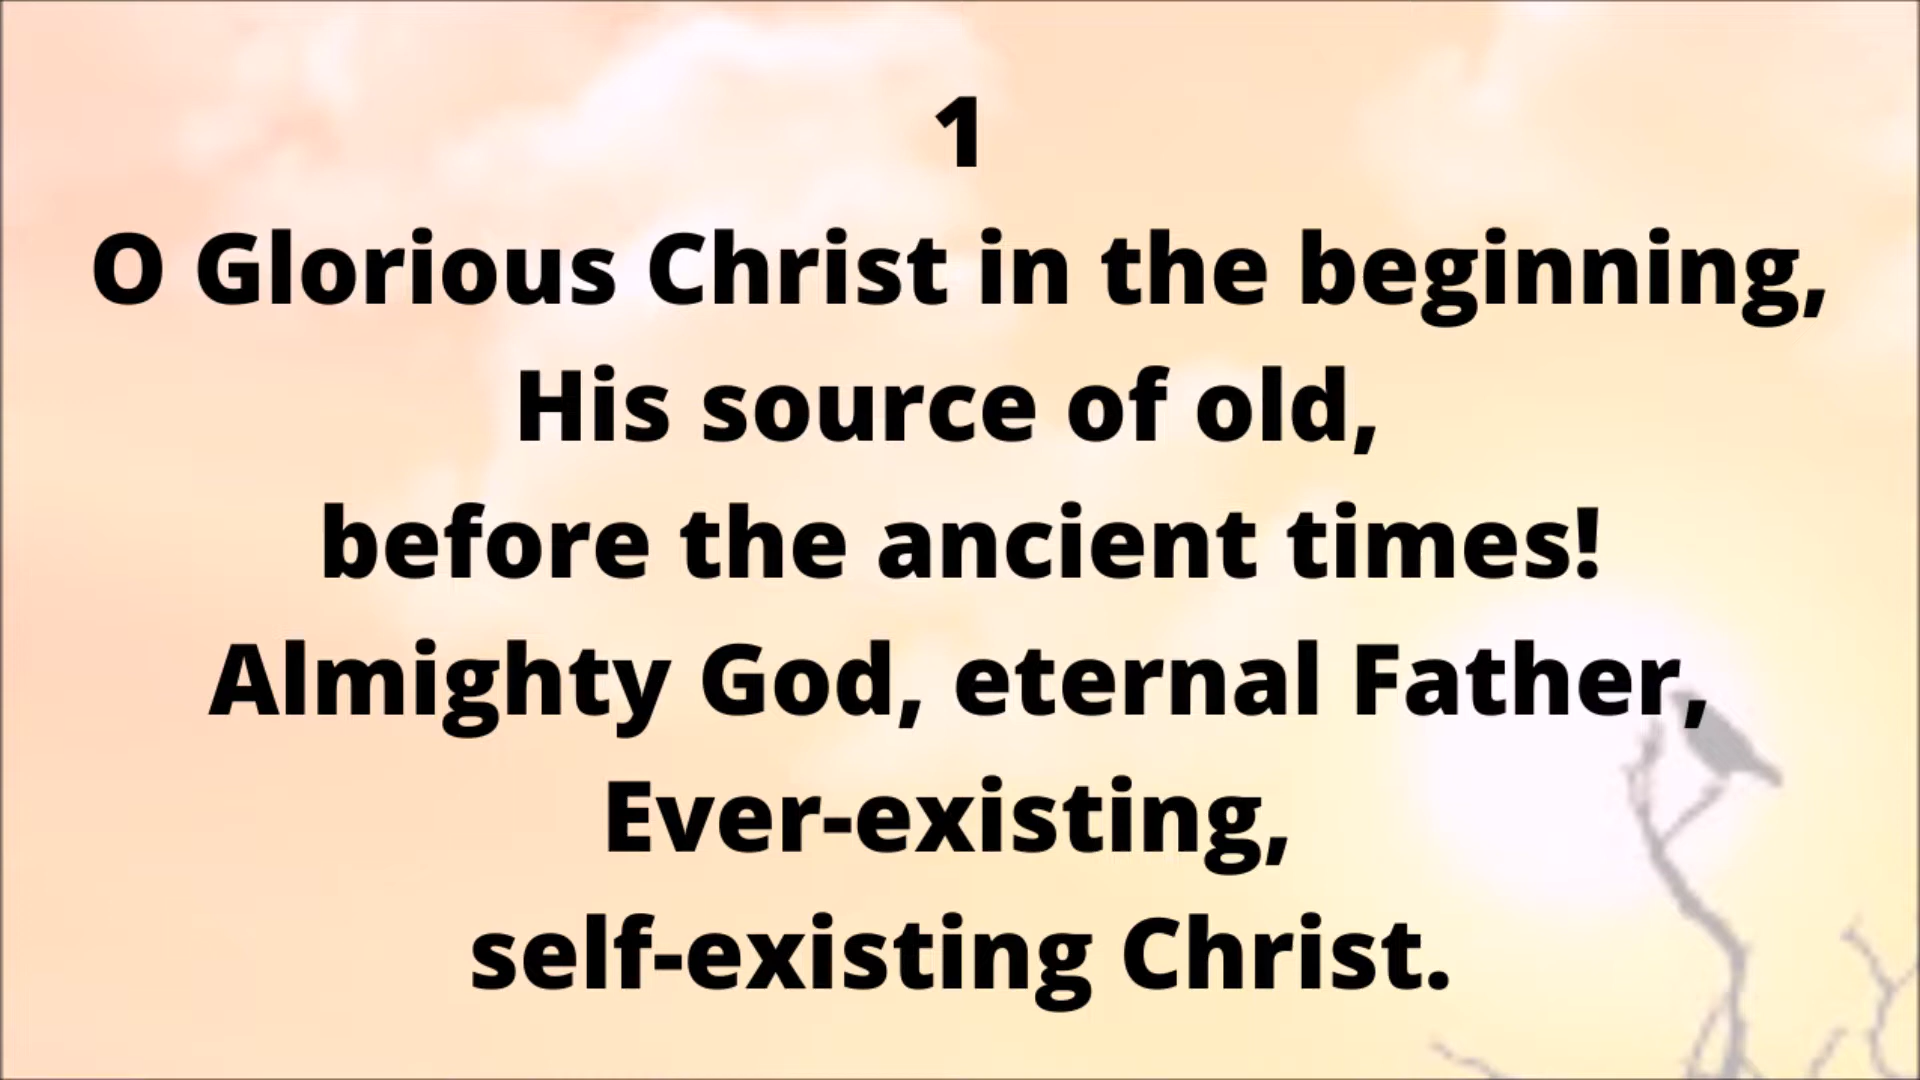 1
O Glorious Christ in the beginning,
His source of old,
before the ancient times!
Almighty God, eternal Father,
Ever-existing,
self-existing Christ.